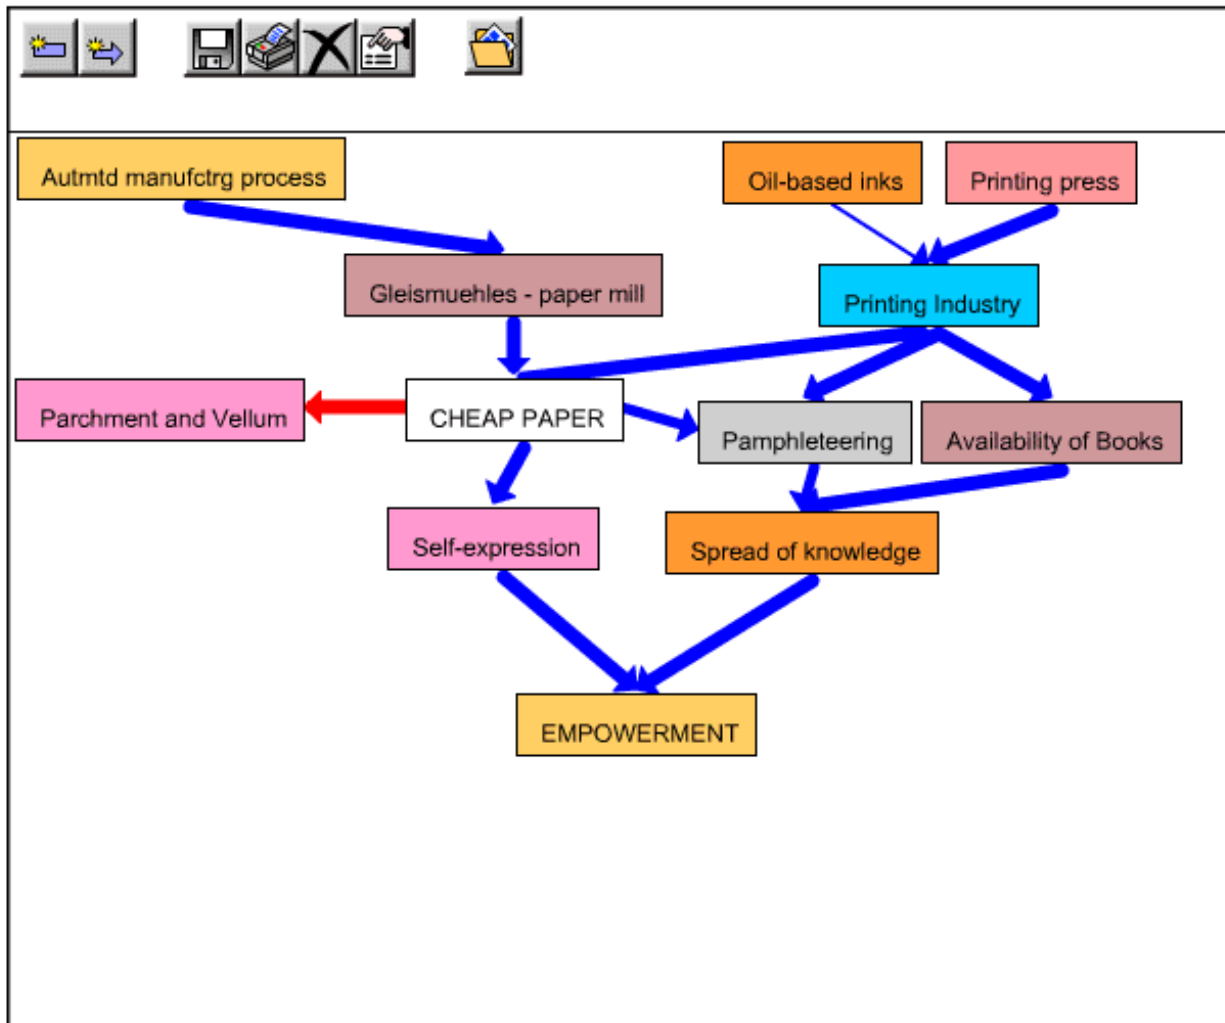 Autmtd manufctrg process
Oil-based inks
Printing press
Gleismuehles - paper mill
Printing Industry
Parchment and Vellum
CHEAP PAPER
Pamphleteering
Availability of Books
Self-expression
Spread of knowledge
EMPOWERMENT